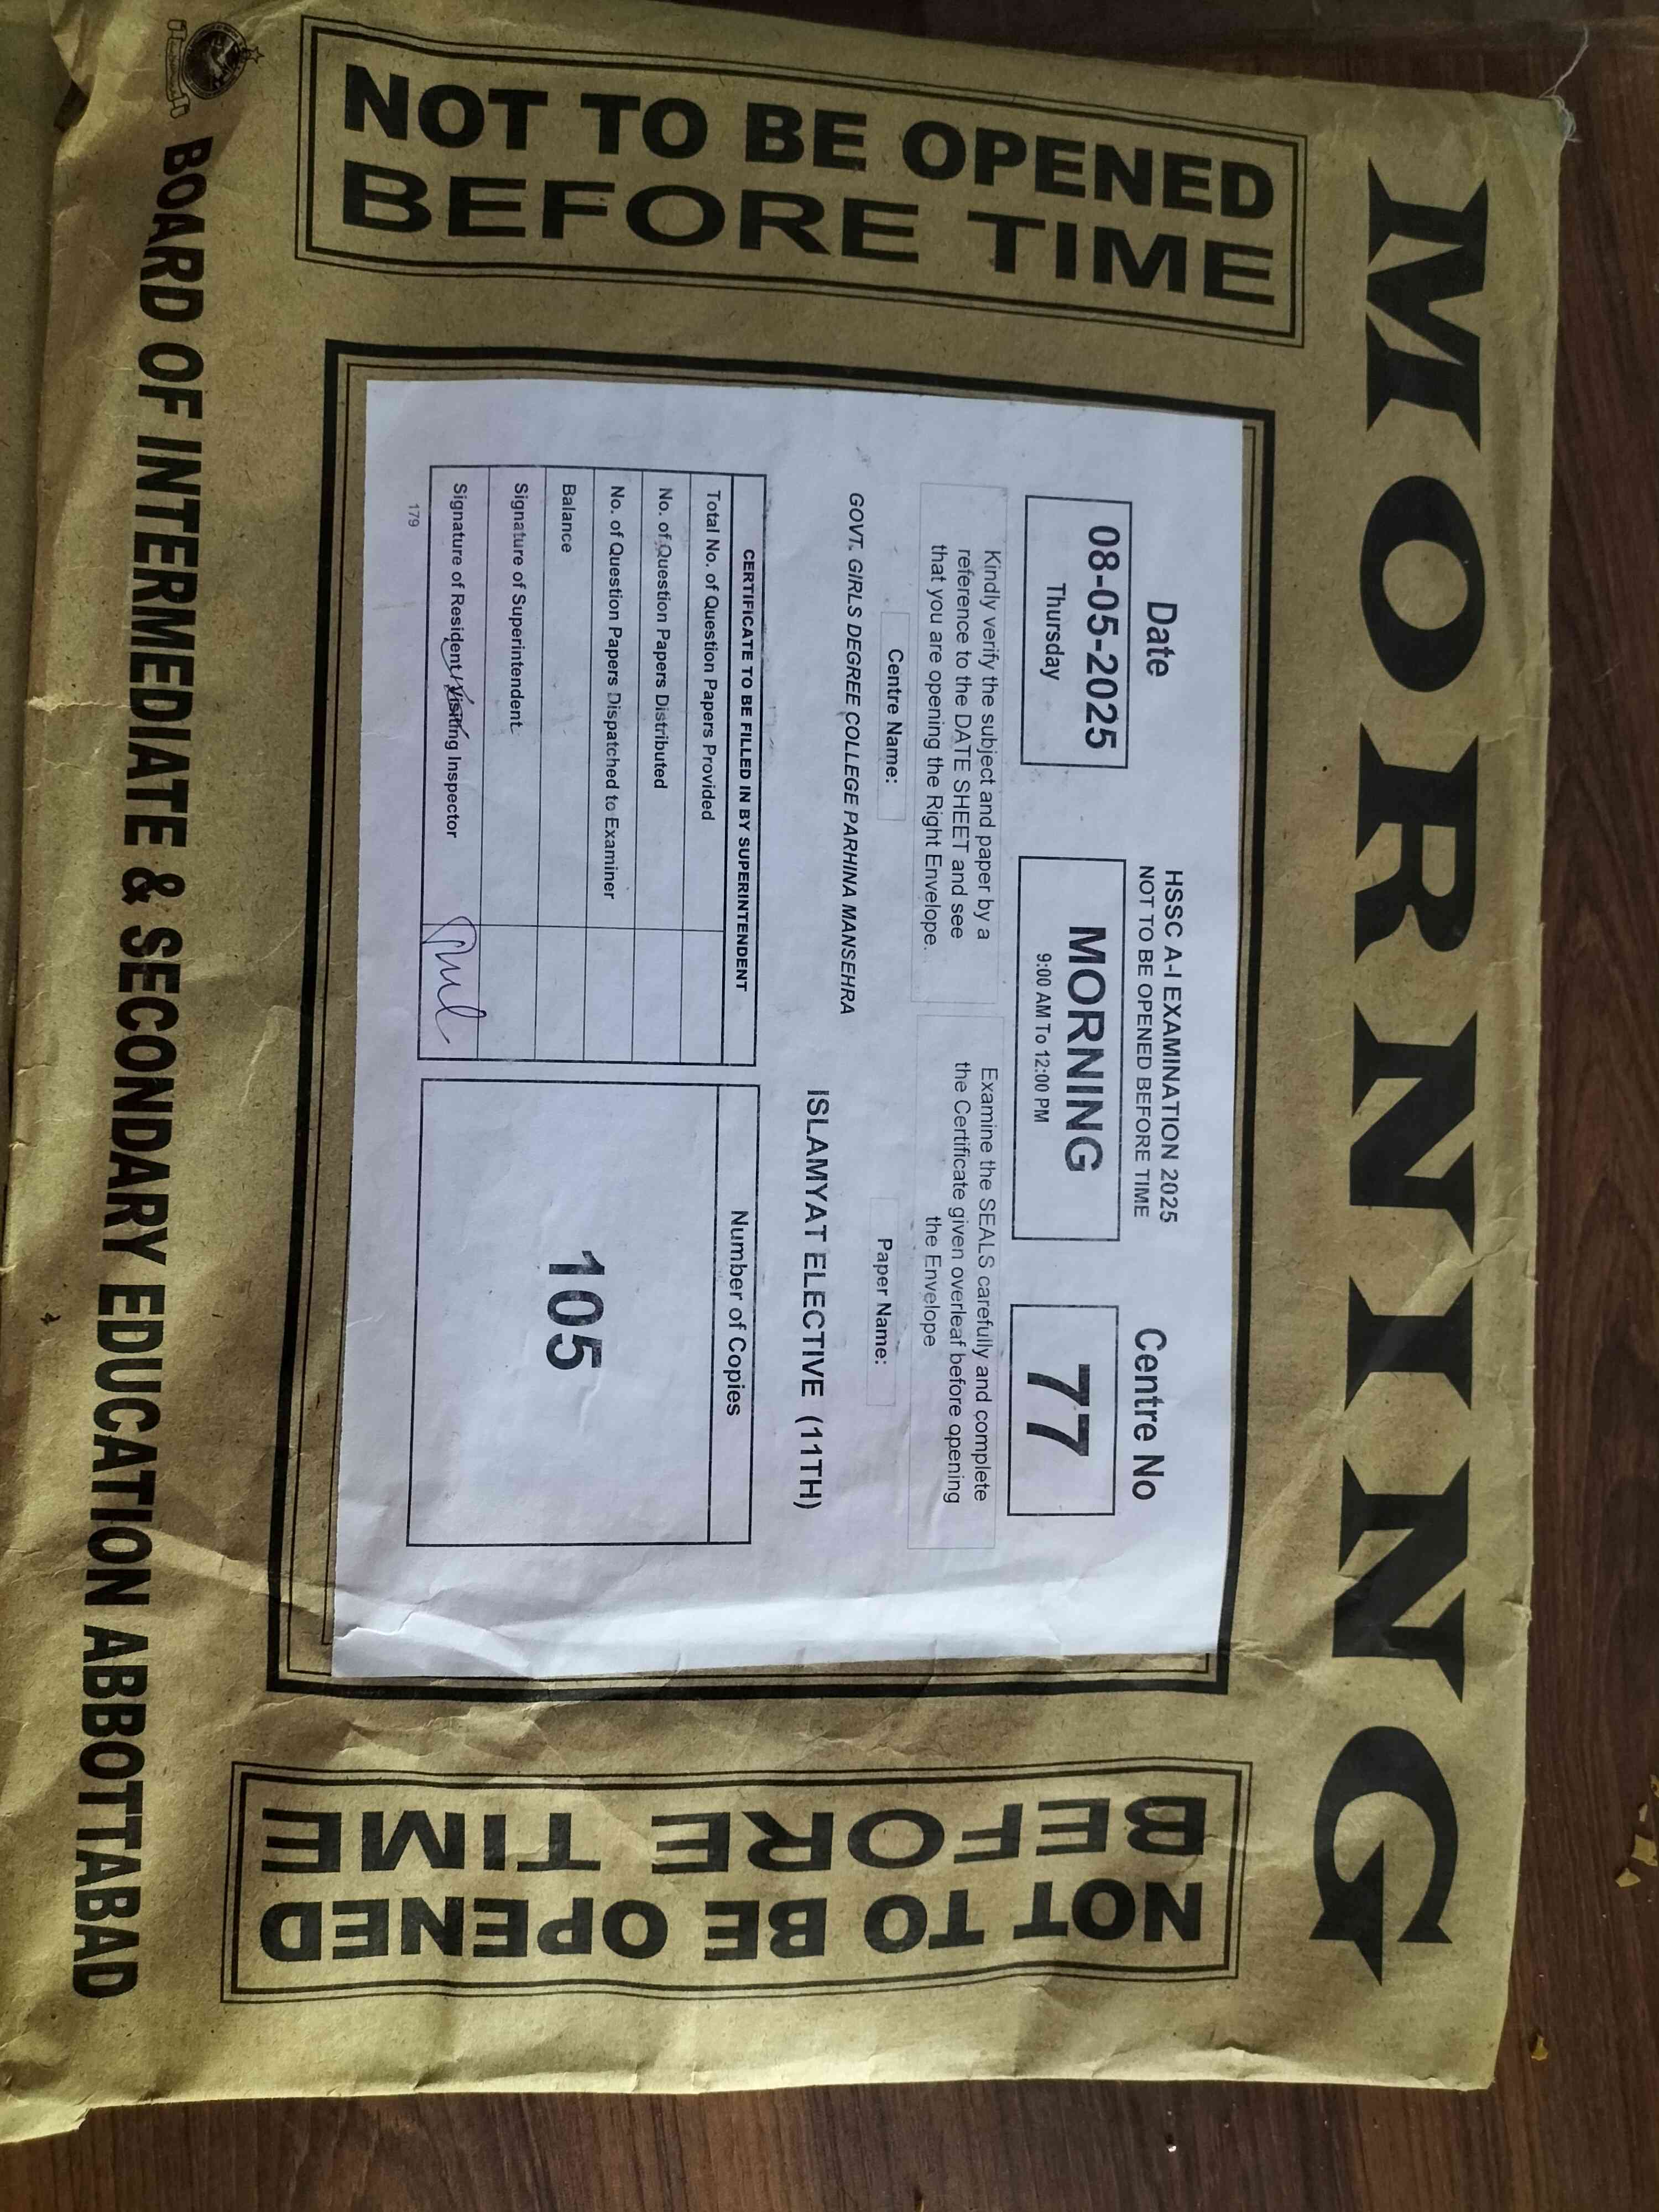 MORNING
NOT TO BE OPENED
BEFORE TIME
Date
08-05-2025
Thursday
HSSC A-I EXAMINATION 2025
NOT TO BE OPENED BEFORE TIME
MORNING
9:00 AM To 12:00 PM
Centre No
77
Kindly verify the subject and paper by a
reference to the DATE SHEET and see
that you are opening the Right Envelope.
Examine the SEALS carefully and complete
the Certificate given overleaf before opening
the Envelope
Centre Name:
Paper Name:
GOVT. GIRLS DEGREE COLLEGE PARHINA MANSEHRA
ISLAMYAT ELECTIVE (11TH)
CERTIFICATE TO BE FILLED IN BY SUPERINTENDENT
Total No. of Question Papers Provided
No. of Question Papers Distributed
No. of Question Papers Dispatched to Examiner
Balance
Signature of Superintendent
Signature of Resident / Visiting Inspector
Number of Copies
105
179
NOT TO BE OPENED
BEFORE TIME
BOARD OF INTERMEDIATE & SECONDARY EDUCATION ABBOTTABAD